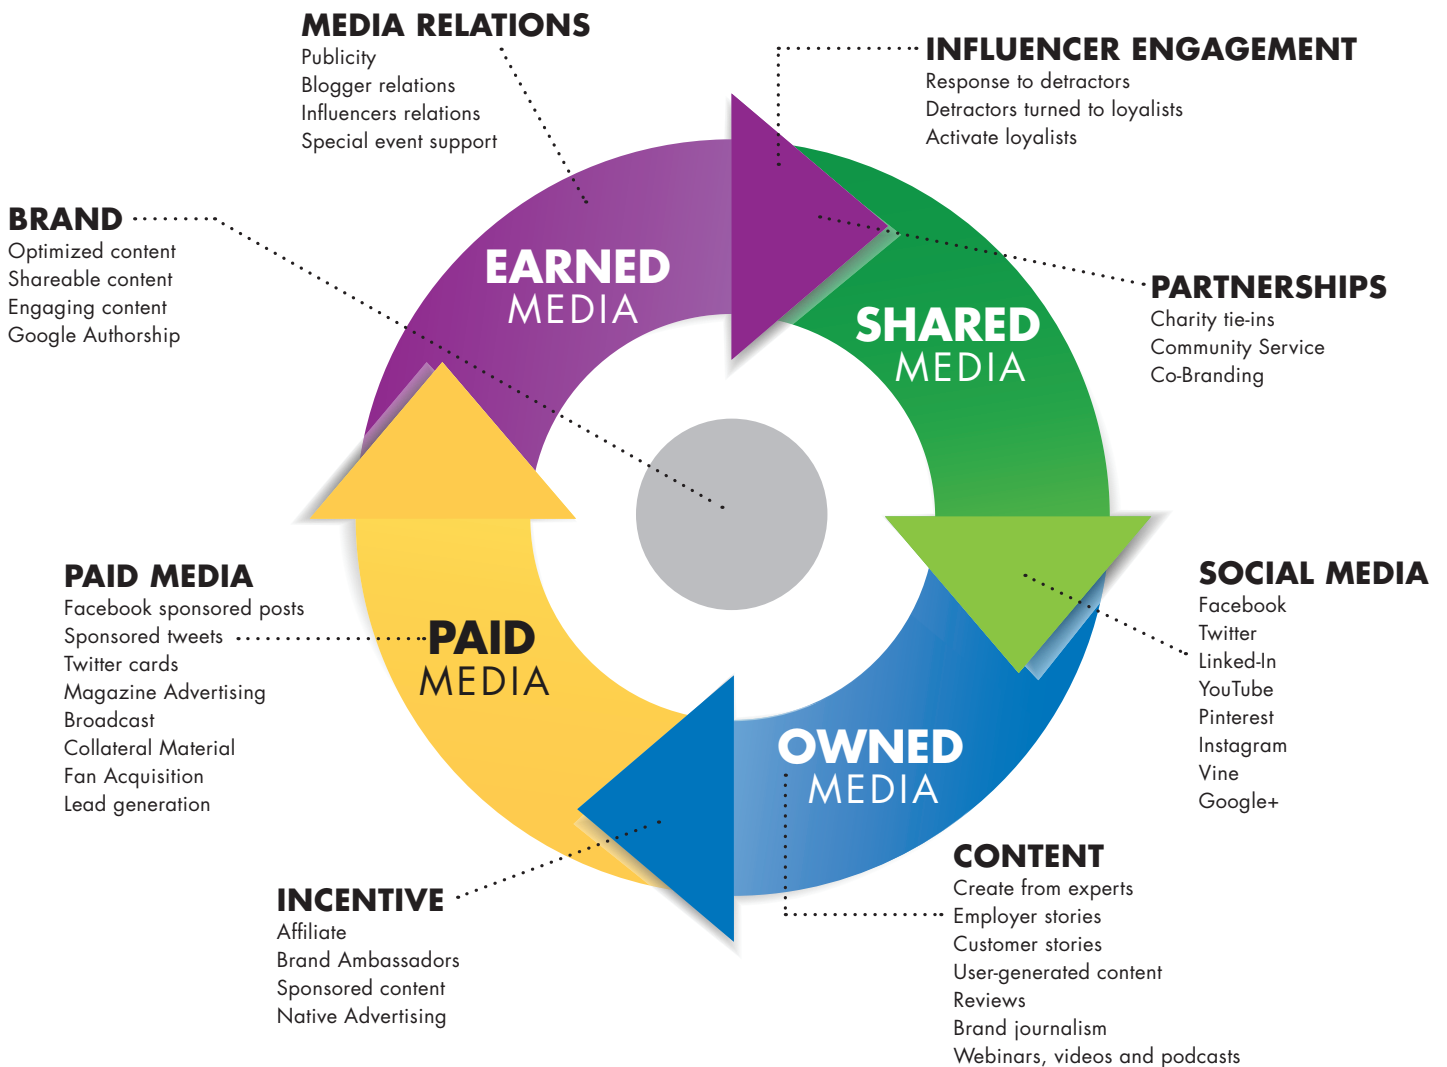 MEDIA RELATIONS
Publicity
Blogger relations
Influencers relations
Special event support
INFLUENCER ENGAGEMENT
Response to detractors
Detractors turned to loyalists
Activate loyalists
BRAND
Optimized content
Shareable content
Engaging content
Google Authorship
EARNED
MEDIA
SHARED
MEDIA
PARTNERSHIPS
Charity tie-ins
Community Service
Co-Branding
PAID MEDIA
Facebook sponsored posts
Sponsored tweets
Twitter cards
Magazine Advertising
Broadcast
Collateral Material
Fan Acquisition
Lead generation
PAID
MEDIA
SOCIAL MEDIA
Facebook
Twitter
Linked-In
YouTube
Pinterest
Instagram
Vine
Google+
OWNED
MEDIA
INCENTIVE
Affiliate
Brand Ambassadors
Sponsored content
Native Advertising
CONTENT
Create from experts
Employer stories
Customer stories
User-generated content
Reviews
Brand journalism
Webinars, videos and podcasts